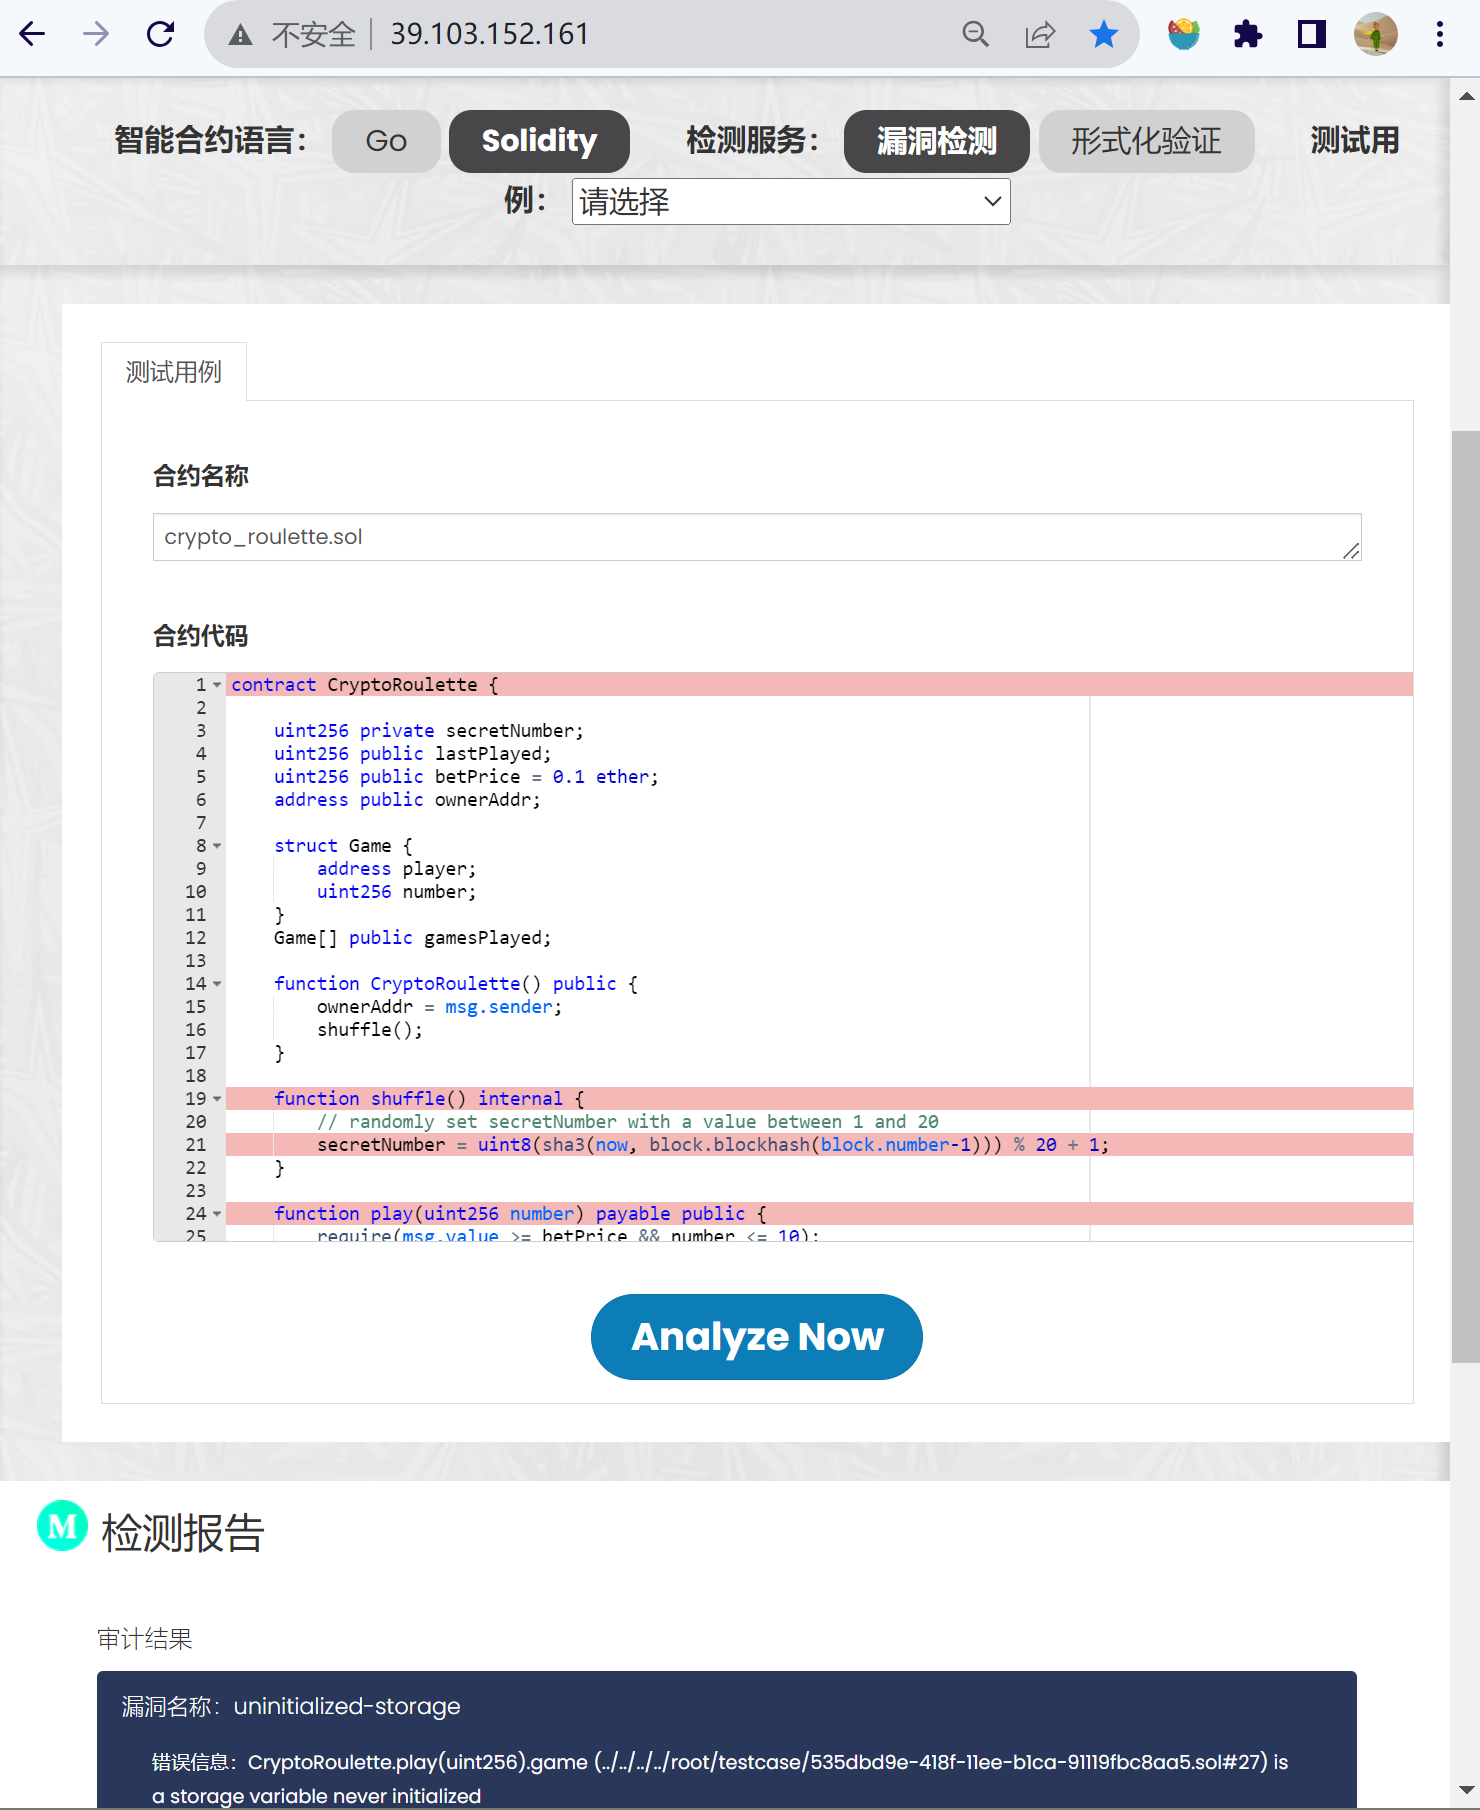 不安全 39.103.152.161
智能合约语言： Go Solidity 检测服务： 漏洞检测 形式化验证 测试用
例： 请选择
测试用例
合约名称
crypto_roulette.sol
合约代码
1 contract CryptoRoulette {
2
3 uint256 private secretNumber;
4 uint256 public lastPlayed;
5 uint256 public betPrice = 0.1 ether;
6 address public ownerAddr;
7
8 struct Game {
9 address player;
10 uint256 number;
11 }
12 Game[] public gamesPlayed;
13
14 function CryptoRoulette() public {
15 ownerAddr = msg.sender;
16 shuffle();
17 }
18
19 function shuffle() internal {
20 // randomly set secretNumber with a value between 1 and 20
21 secretNumber = uint8(sha3(now, block.blockhash(block.number-1))) % 20 + 1;
22 }
23
24 function play(uint256 number) payable public {
25 require(msg.value >= betPrice && number <= 10);
Analyze Now
M 检测报告
审计结果
漏洞名称：uninitialized-storage
错误信息：CryptoRoulette.play(uint256).game (../../../../root/testcase/535dbd9e-418f-11ee-b1ca-91119fbc8aa5.sol#27) is
a storage variable never initialized